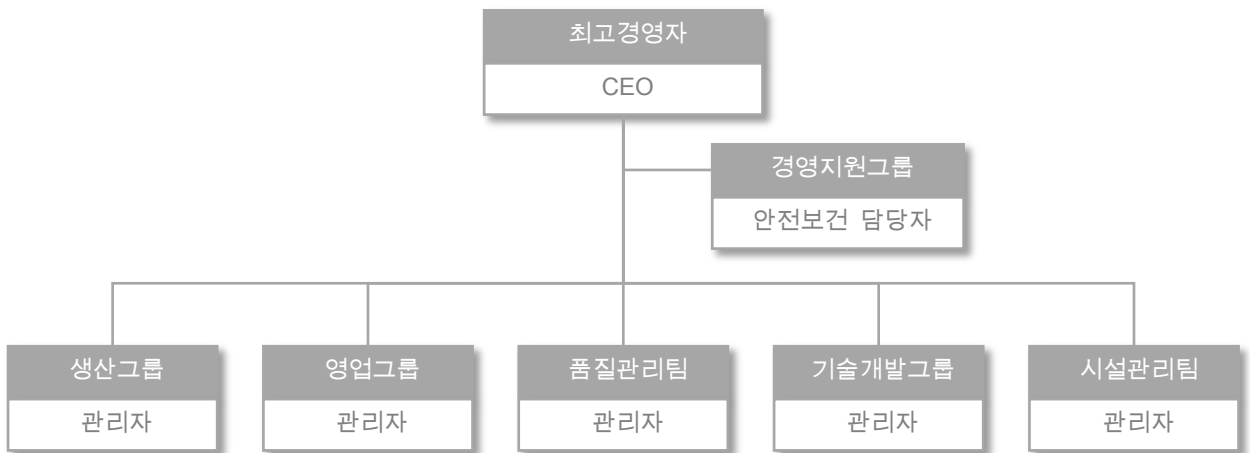 최고경영자
CEO
경영지원그룹
안전보건 담당자
생산그룹
관리자
영업그룹
관리자
품질관리팀
관리자
기술개발그룹
관리자
시설관리팀
관리자